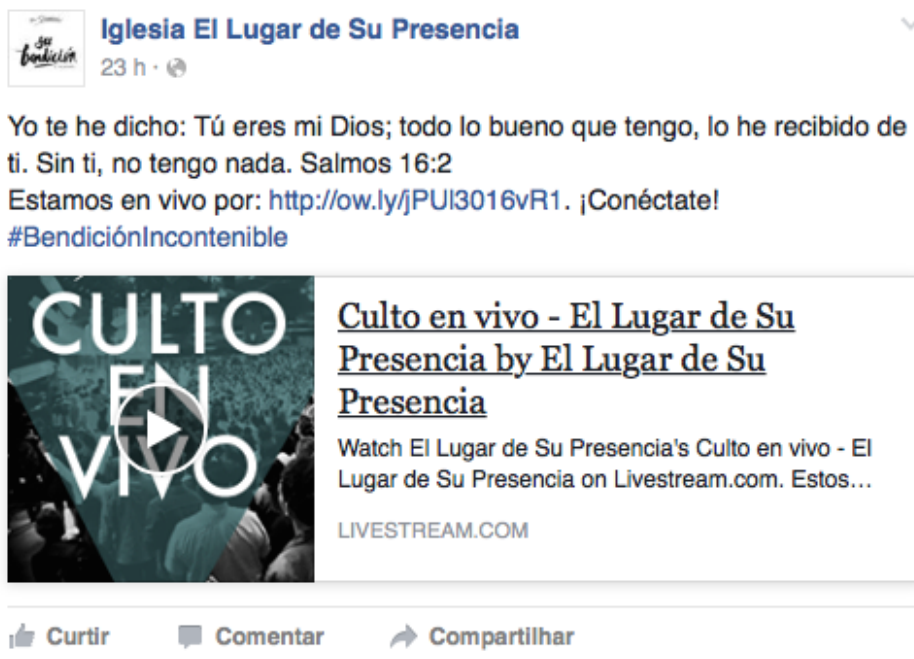 su
bendición
Iglesia El Lugar de Su Presencia
23 h ·
Yo te he dicho: Tú eres mi Dios; todo lo bueno que tengo, lo he recibido de
ti. Sin ti, no tengo nada. Salmos 16:2
Estamos en vivo por: http://ow.ly/jPUl3016vR1. ¡Conéctate!
#BendiciónIncontenible
CULTO
EN
VIVO
Culto en vivo - El Lugar de Su
Presencia by El Lugar de Su
Presencia
Watch El Lugar de Su Presencia's Culto en vivo - El
Lugar de Su Presencia on Livestream.com. Estos...
LIVESTREAM.COM
Curtir Comentar Compartilhar